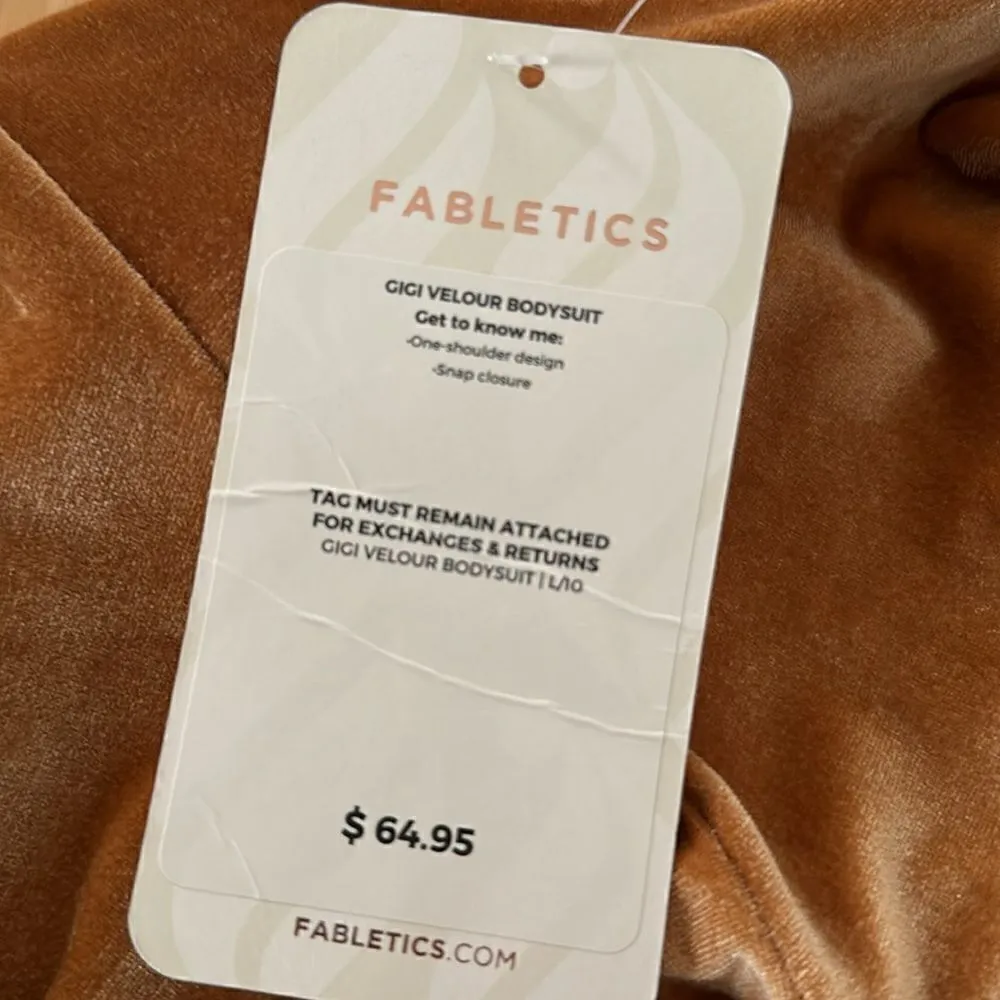 FABLETICS
GIGI VELOUR BODYSUIT
Get to know me:
-One-shoulder design
-Snap closure
TAG MUST REMAIN ATTACHED
FOR EXCHANGES & RETURNS
GIGI VELOUR BODYSUIT | L/10
$ 64.95
FABLETICS.COM